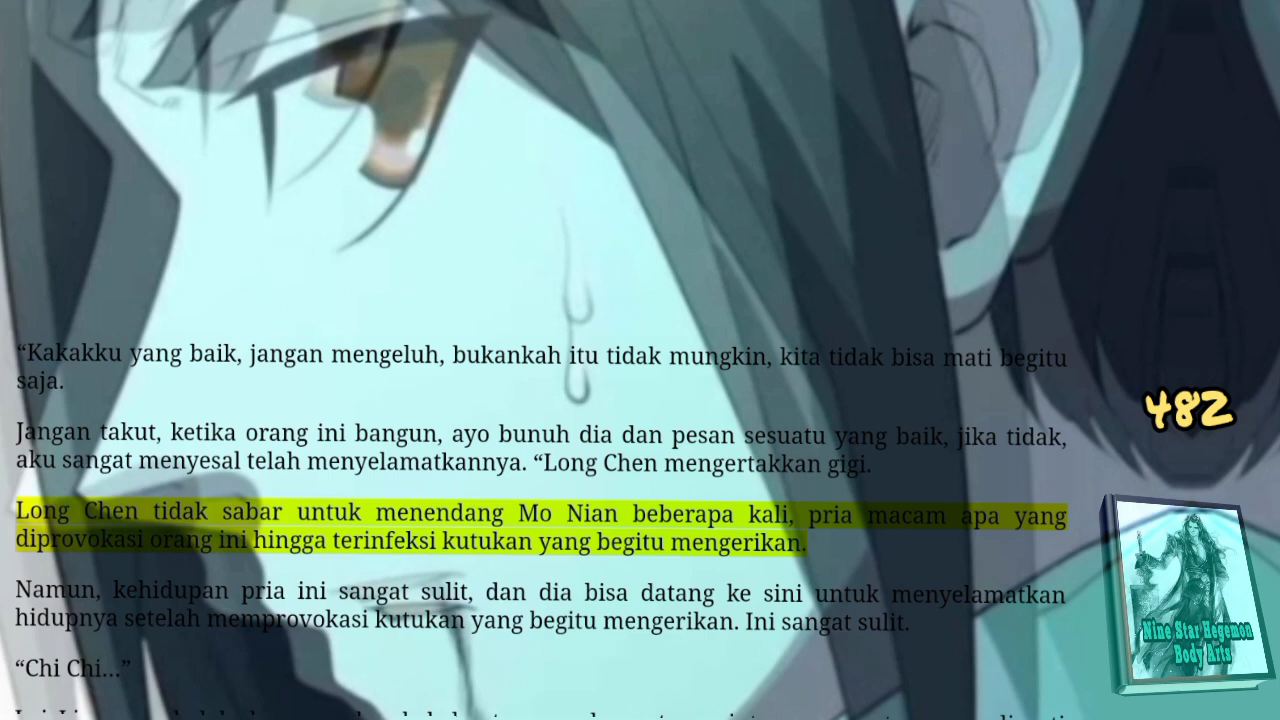 “Kakakku yang baik, jangan mengeluh, bukankah itu tidak mungkin, kita tidak bisa mati begitu
saja.
Jangan takut, ketika orang ini bangun, ayo bunuh dia dan pesan sesuatu yang baik, jika tidak,
aku sangat menyesal telah menyelamatkannya. “Long Chen mengertakkan gigi.
Long Chen tidak sabar untuk menendang Mo Nian beberapa kali, pria macam apa yang
diprovokasi orang ini hingga terinfeksi kutukan yang begitu mengerikan.
Namun, kehidupan pria ini sangat sulit, dan dia bisa datang ke sini untuk menyelamatkan
hidupnya setelah memprovokasi kutukan yang begitu mengerikan. Ini sangat sulit.
“Chi Chi...”
482
Nine Star Hegemon
Body Arts